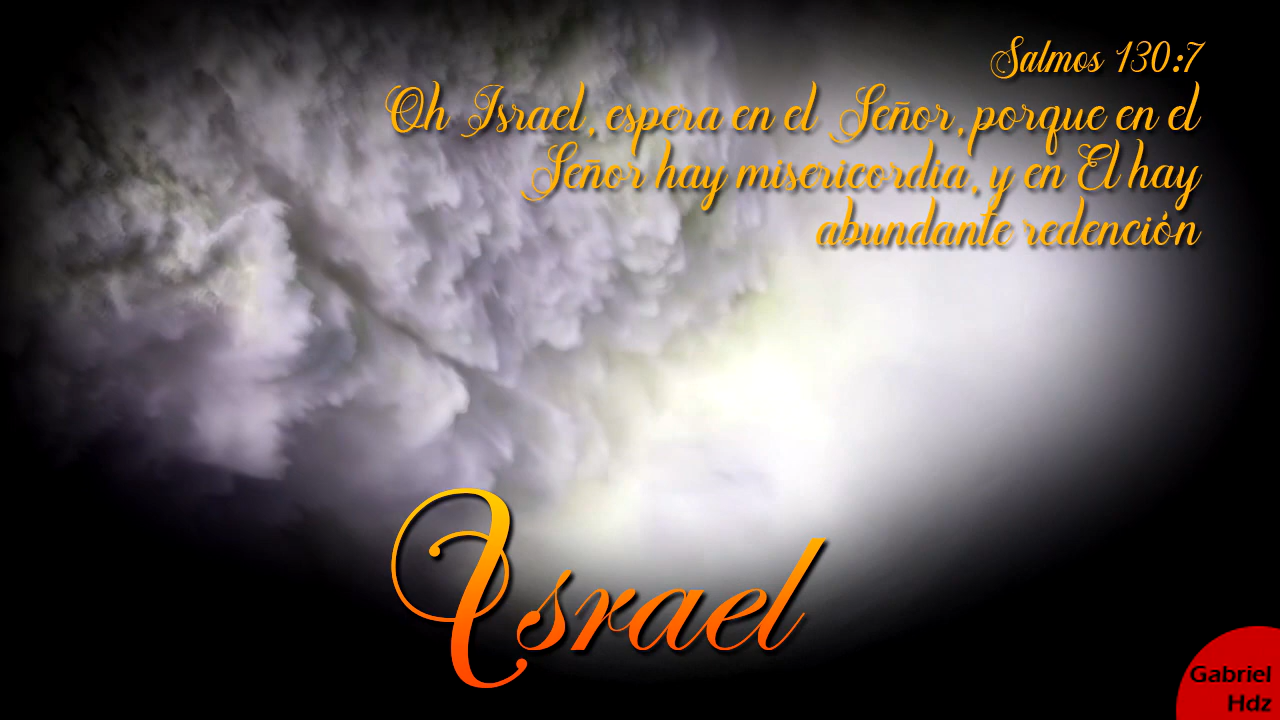 Salmos 130:7
Oh Israel, espera en el Señor, porque en el
Señor hay misericordia, y en El hay
abundante redención
Israel
Gabriel
Hdz